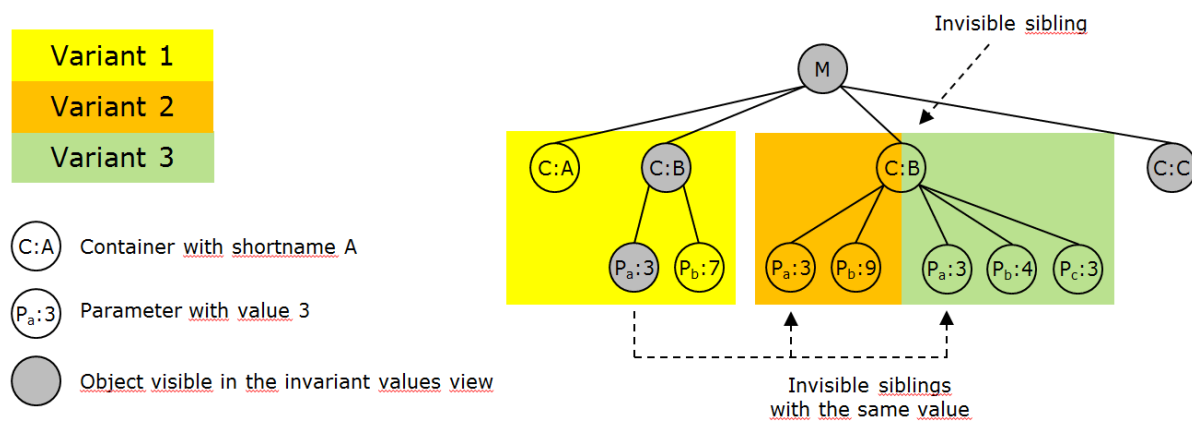 Variant 1
Variant 2
Variant 3
C:A Container with shortname A
Pa:3 Parameter with value 3
Object visible in the invariant values view
Invisible sibling
M
C:A C:B C:B C:C
Pa:3 Pb:7 Pa:3 Pb:9 Pa:3 Pb:4 Pc:3
Invisible siblings
with the same value